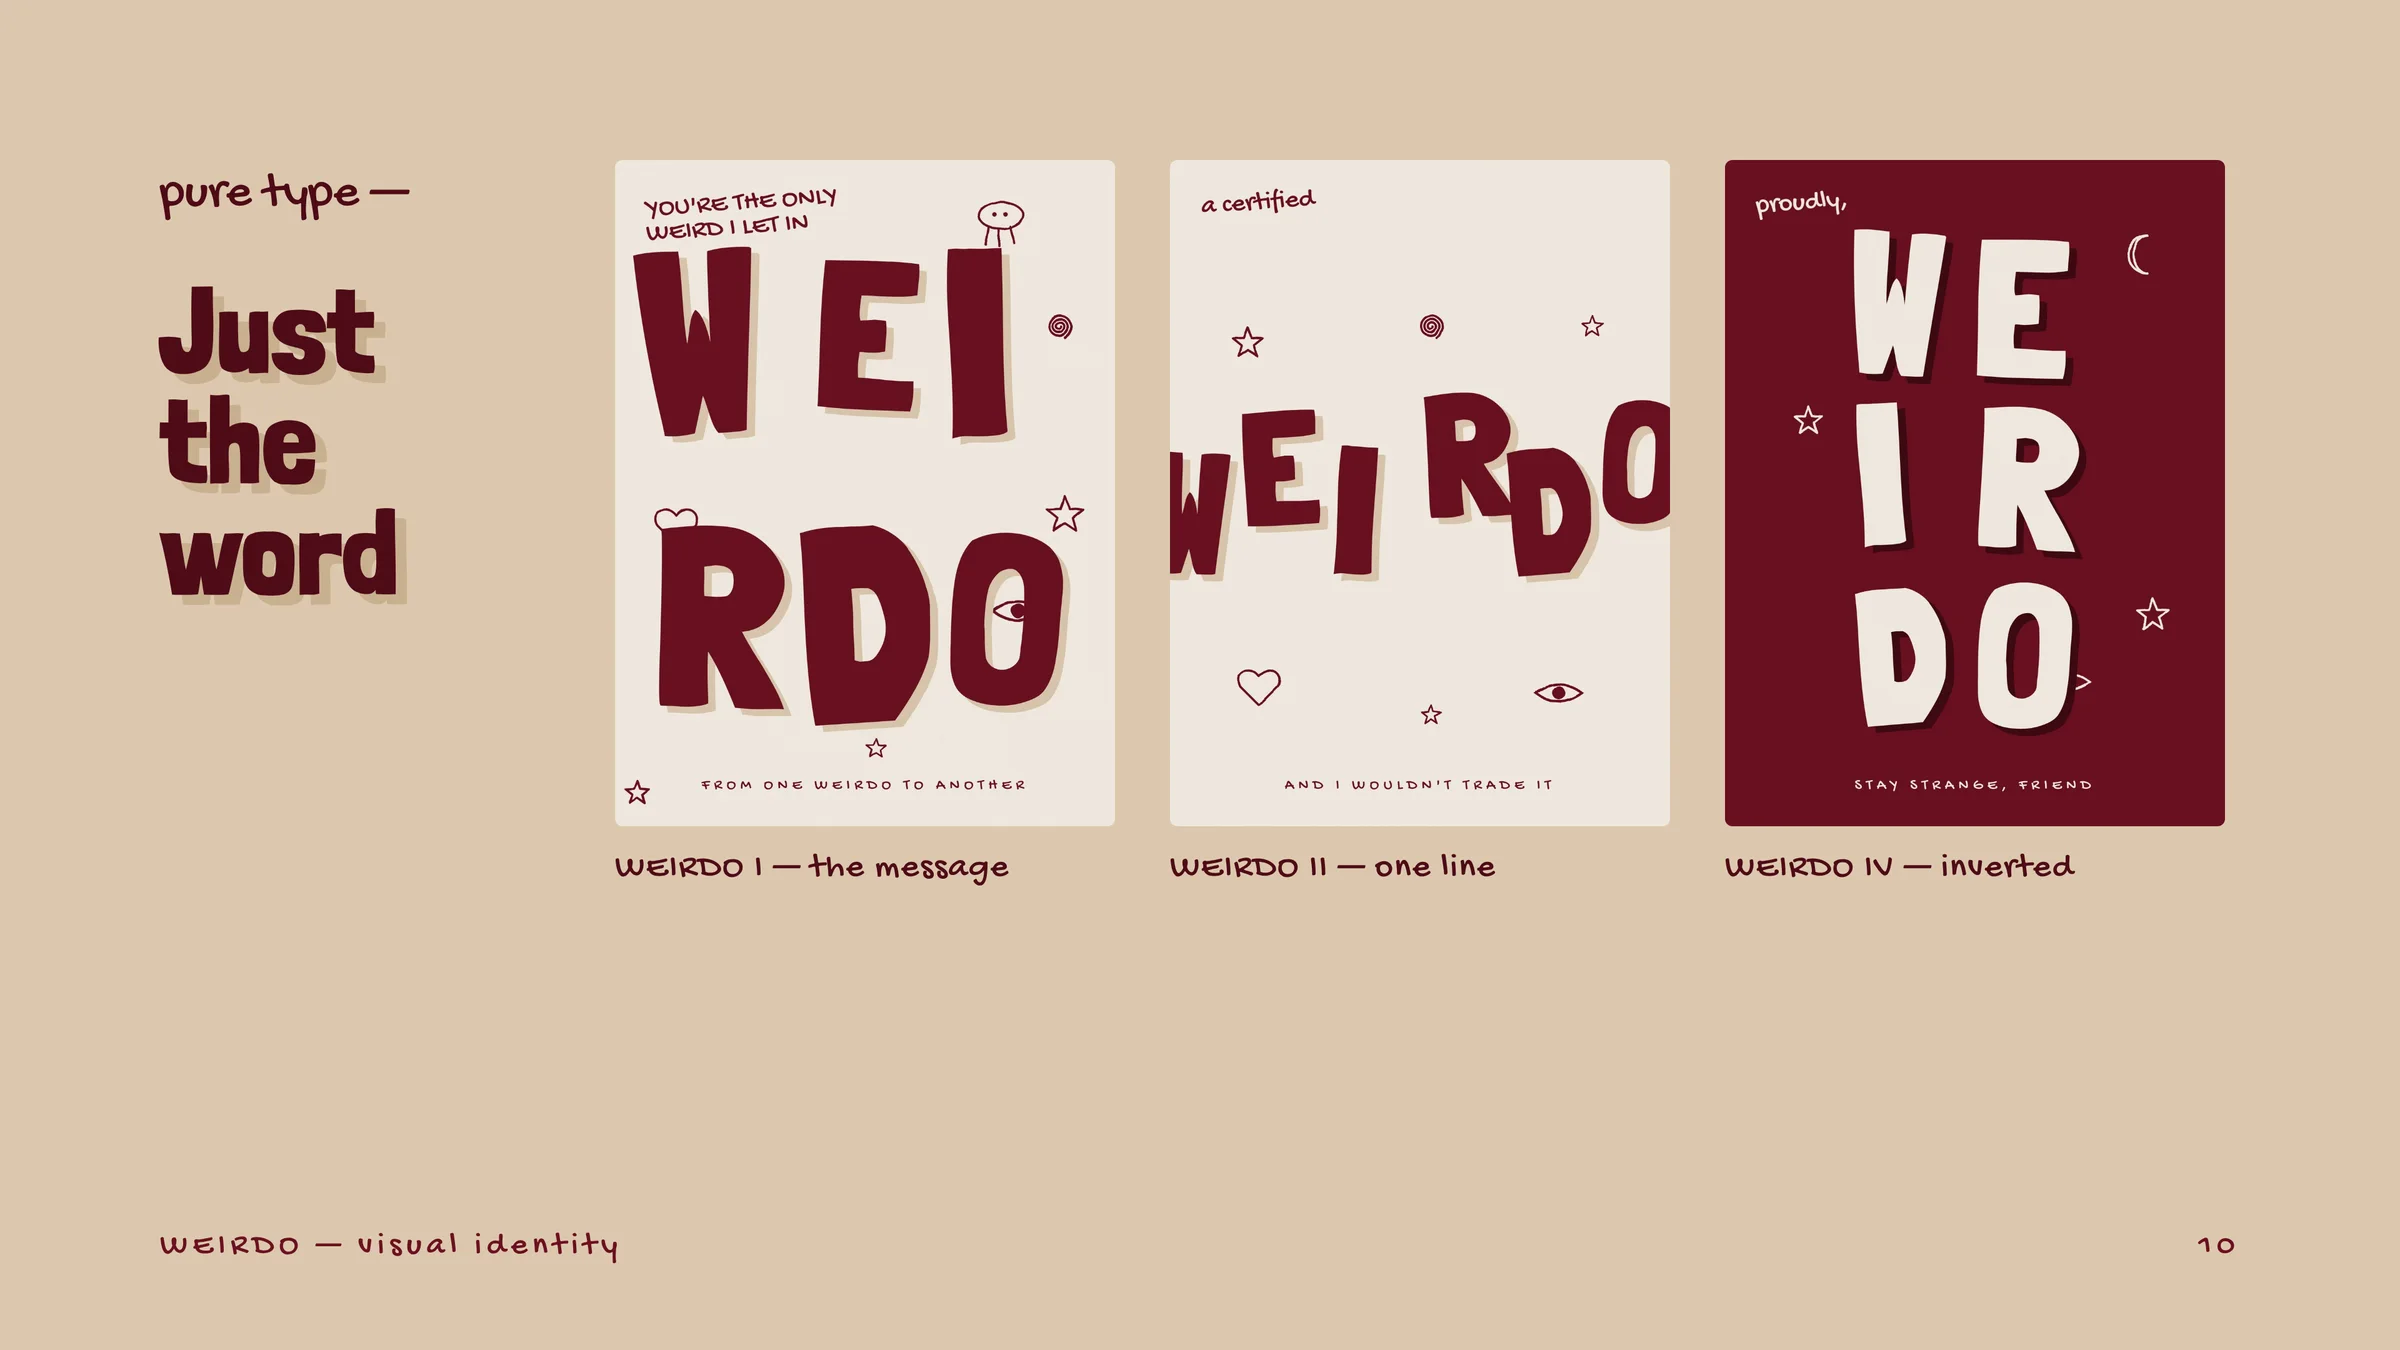 pure type —
Just
the
word
YOU'RE THE ONLY
WEIRD I LET IN
WEI
RDO
FROM ONE WEIRDO TO ANOTHER
WEIRDO I — the message
a certified
WEIRDO
AND I WOULDN'T TRADE IT
WEIRDO II — one line
proudly,
WE
IR
DO
STAY STRANGE, FRIEND
WEIRDO IV — inverted
WEIRDO — visual identity
10